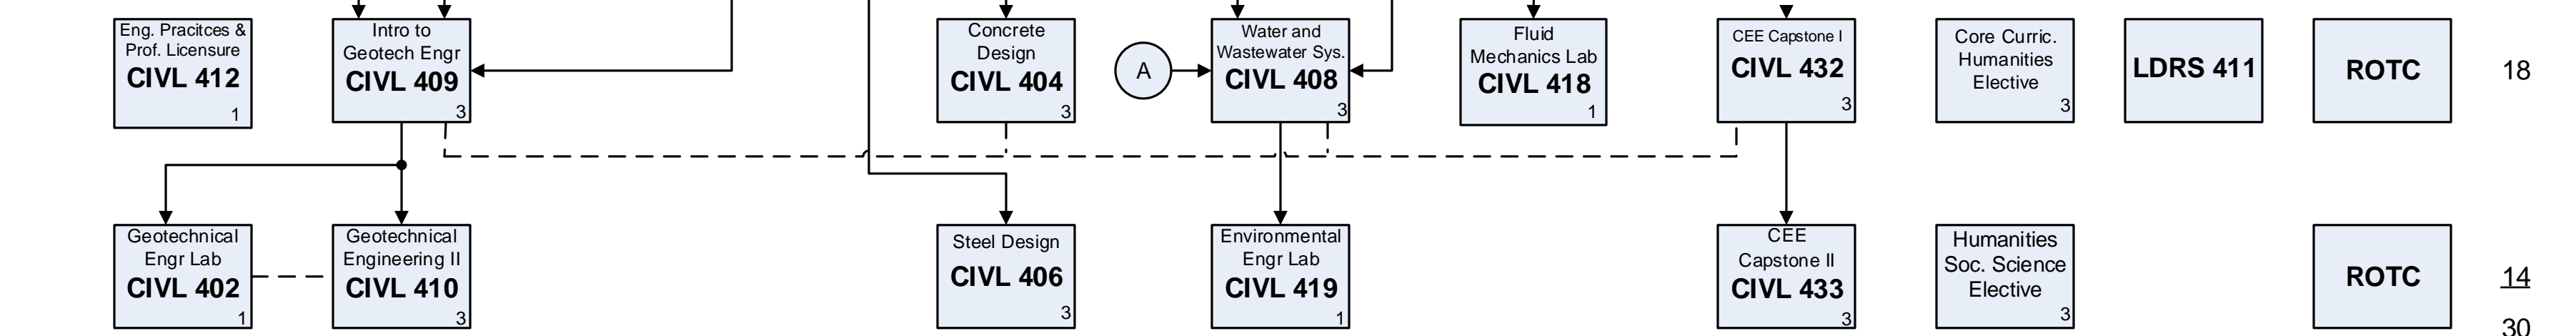 Eng. Pracitces &
Prof. Licensure
CIVL 412
1
Intro to
Geotech Engr
CIVL 409
3
Concrete
Design
CIVL 404
3
A
Water and
Wastewater Sys.
CIVL 408
3
Fluid
Mechanics Lab
CIVL 418
1
CEE Capstone I
CIVL 432
3
Core Curric.
Humanities
Elective
3
LDRS 411
ROTC
18
Geotechnical
Engr Lab
CIVL 402
1
Geotechnical
Engineering II
CIVL 410
3
Steel Design
CIVL 406
3
Environmental
Engr Lab
CIVL 419
1
CEE
Capstone II
CIVL 433
3
Humanities
Soc. Science
Elective
3
ROTC
14
30